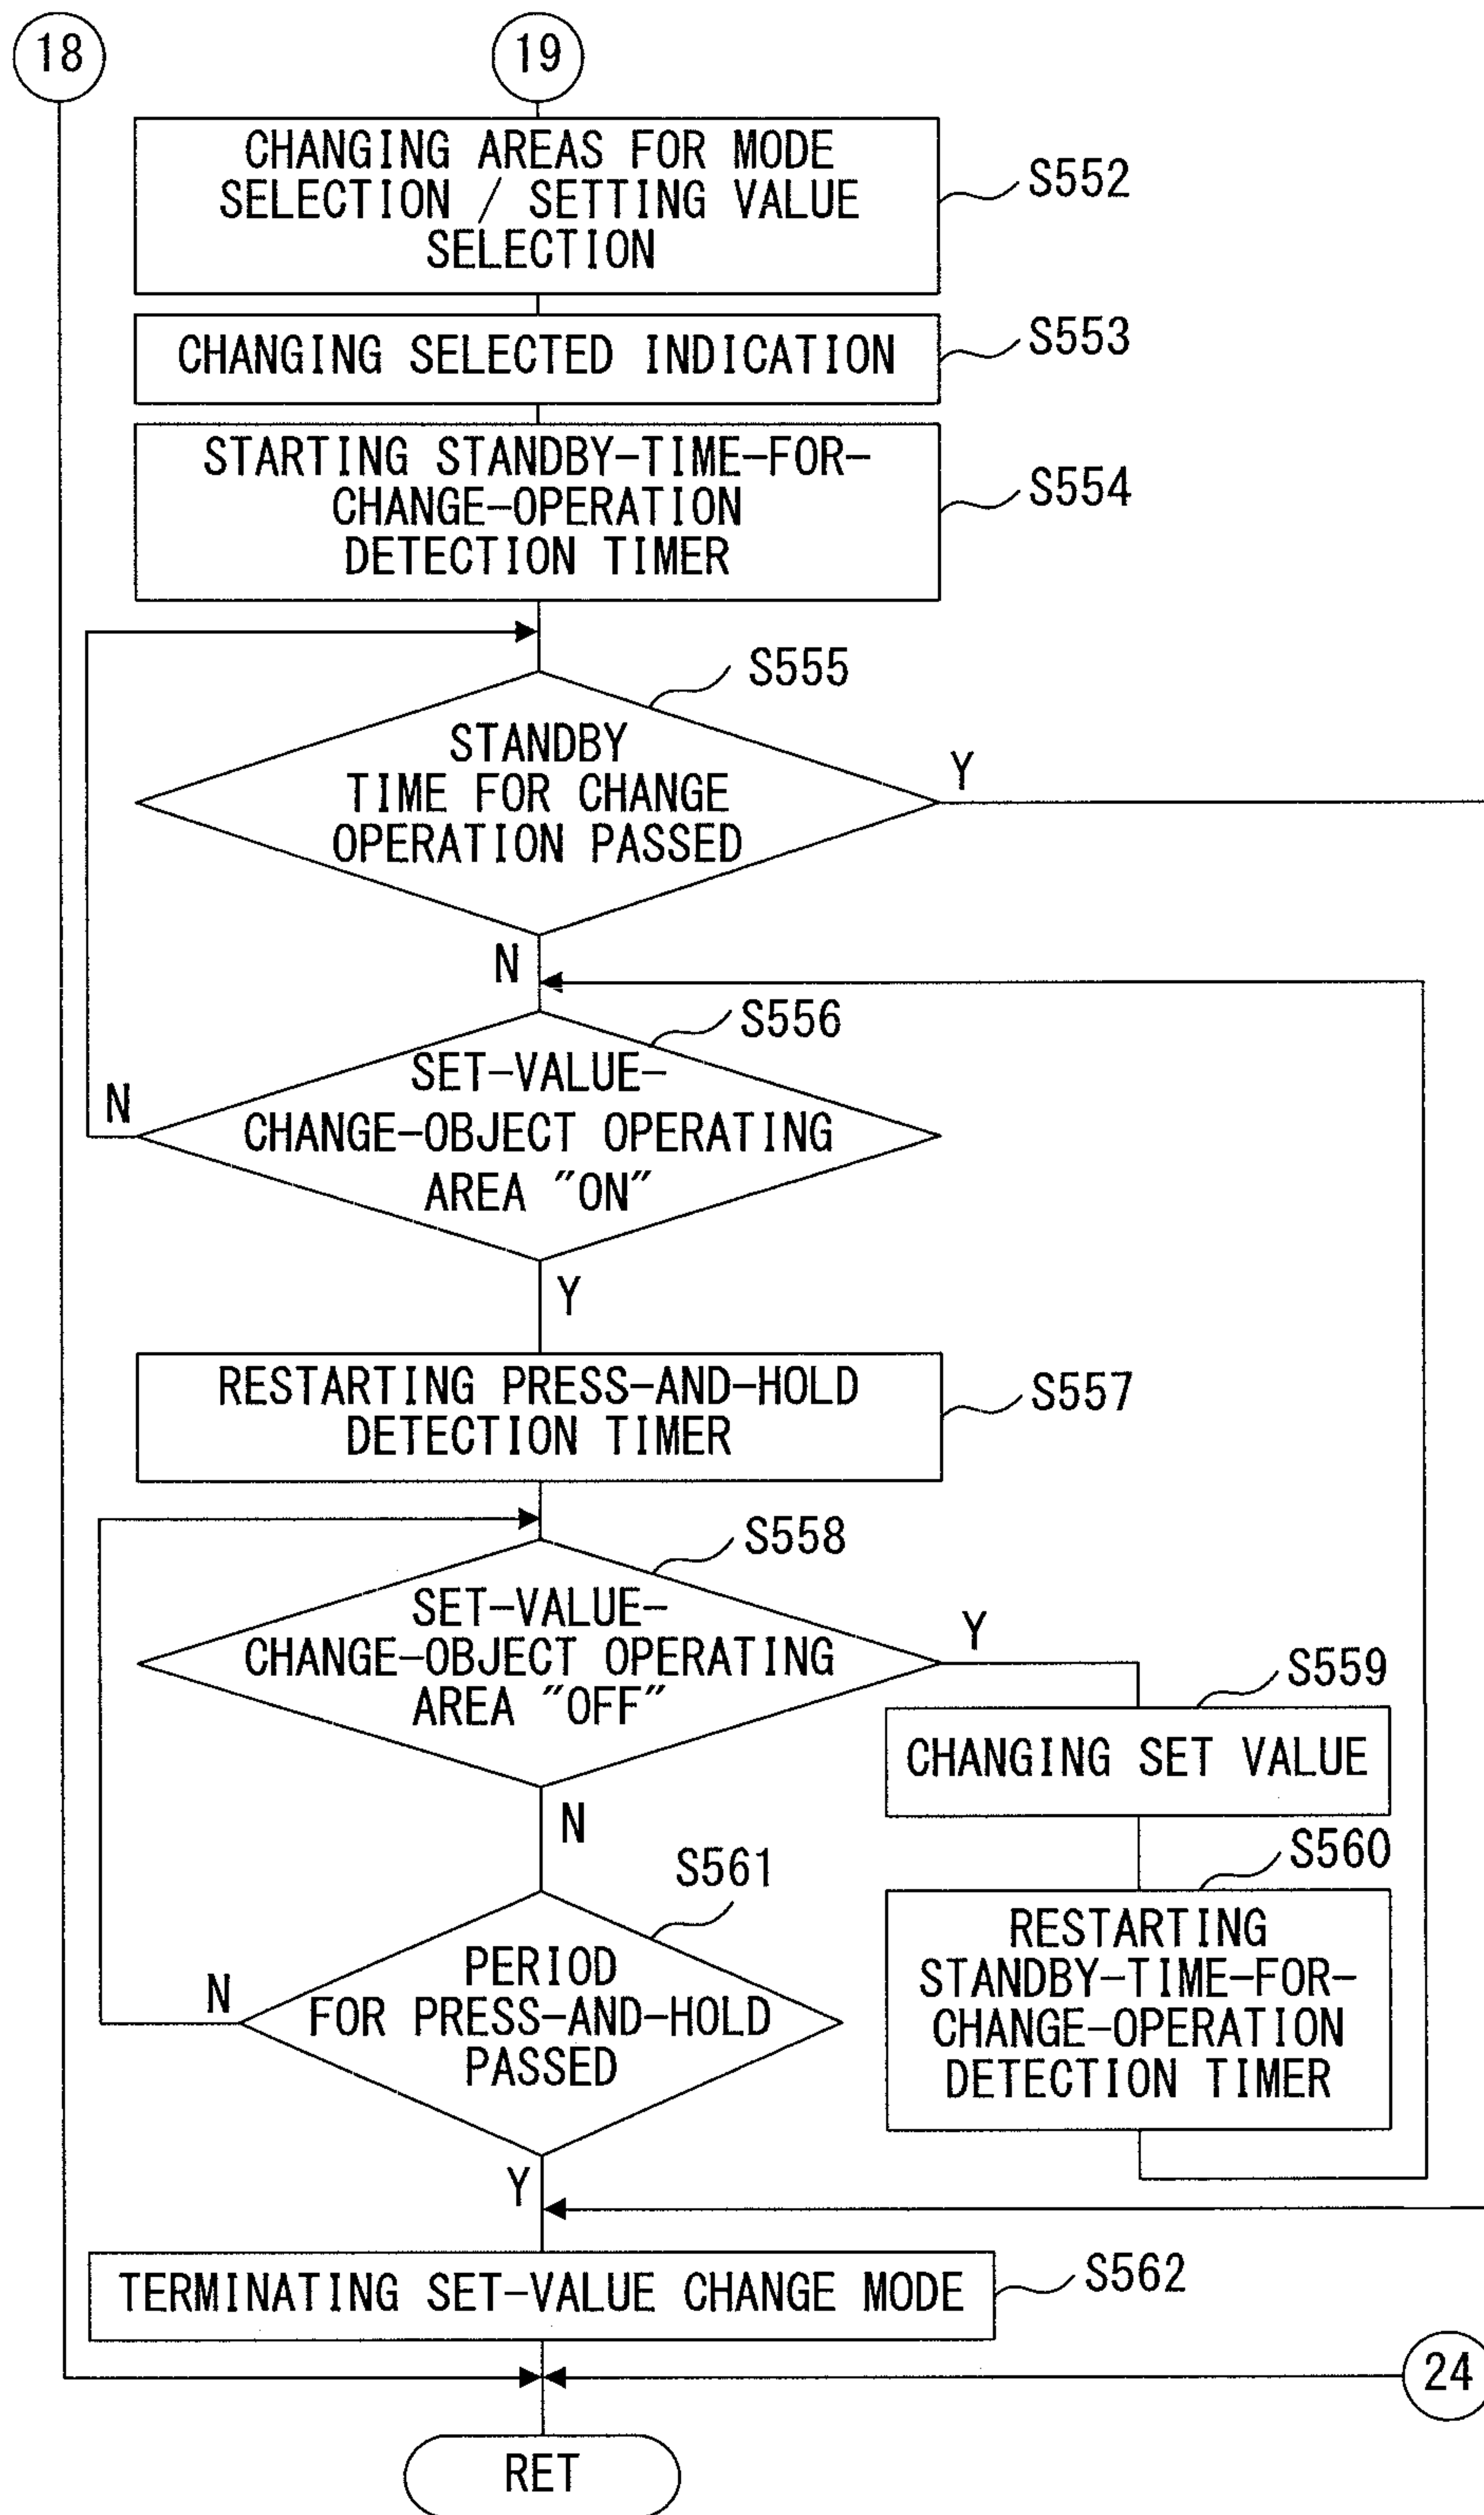 18
19
CHANGING AREAS FOR MODE
SELECTION / SETTING VALUE
SELECTION
S552
CHANGING SELECTED INDICATION
S553
STARTING STANDBY-TIME-FOR-
CHANGE-OPERATION
DETECTION TIMER
S554
S555
STANDBY
TIME FOR CHANGE
OPERATION PASSED
Y
N
S556
SET-VALUE-
CHANGE-OBJECT OPERATING
AREA "ON"
N
Y
RESTARTING PRESS-AND-HOLD
DETECTION TIMER
S557
S558
SET-VALUE-
CHANGE-OBJECT OPERATING
AREA "OFF"
Y
N
S559
CHANGING SET VALUE
S560
RESTARTING
STANDBY-TIME-FOR-
CHANGE-OPERATION
DETECTION TIMER
S561
PERIOD
FOR PRESS-AND-HOLD
PASSED
N
Y
TERMINATING SET-VALUE CHANGE MODE
S562
24
RET